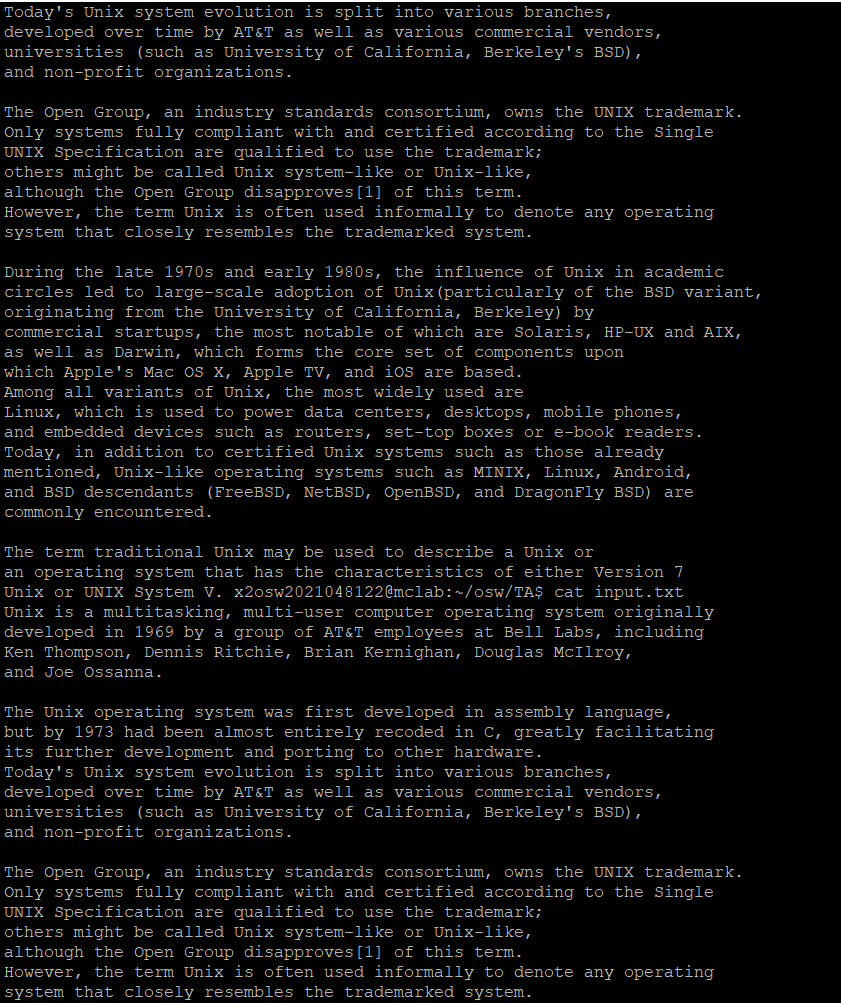 Today's Unix system evolution is split into various branches,
developed over time by AT&T as well as various commercial vendors,
universities (such as University of California, Berkeley's BSD),
and non-profit organizations.
The Open Group, an industry standards consortium, owns the UNIX trademark.
Only systems fully compliant with and certified according to the Single
UNIX Specification are qualified to use the trademark;
others might be called Unix system-like or Unix-like,
although the Open Group disapproves[1] of this term.
However, the term Unix is often used informally to denote any operating
system that closely resembles the trademarked system.
During the late 1970s and early 1980s, the influence of Unix in academic
circles led to large-scale adoption of Unix(particularly of the BSD variant,
originating from the University of California, Berkeley) by
commercial startups, the most notable of which are Solaris, HP-UX and AIX,
as well as Darwin, which forms the core set of components upon
which Apple's Mac OS X, Apple TV, and iOS are based.
Among all variants of Unix, the most widely used are
Linux, which is used to power data centers, desktops, mobile phones,
and embedded devices such as routers, set-top boxes or e-book readers.
Today, in addition to certified Unix systems such as those already
mentioned, Unix-like operating systems such as MINIX, Linux, Android,
and BSD descendants (FreeBSD, NetBSD, OpenBSD, and DragonFly BSD) are
commonly encountered.
The term traditional Unix may be used to describe a Unix or
an operating system that has the characteristics of either Version 7
Unix or UNIX System V. x2osw2021048122@mclab:~/osw/TA$ cat input.txt
Unix is a multitasking, multi-user computer operating system originally
developed in 1969 by a group of AT&T employees at Bell Labs, including
Ken Thompson, Dennis Ritchie, Brian Kernighan, Douglas McIlroy,
and Joe Ossanna.
The Unix operating system was first developed in assembly language,
but by 1973 had been almost entirely recoded in C, greatly facilitating
its further development and porting to other hardware.
Today's Unix system evolution is split into various branches,
developed over time by AT&T as well as various commercial vendors,
universities (such as University of California, Berkeley's BSD),
and non-profit organizations.
The Open Group, an industry standards consortium, owns the UNIX trademark.
Only systems fully compliant with and certified according to the Single
UNIX Specification are qualified to use the trademark;
others might be called Unix system-like or Unix-like,
although the Open Group disapproves[1] of this term.
However, the term Unix is often used informally to denote any operating
system that closely resembles the trademarked system.